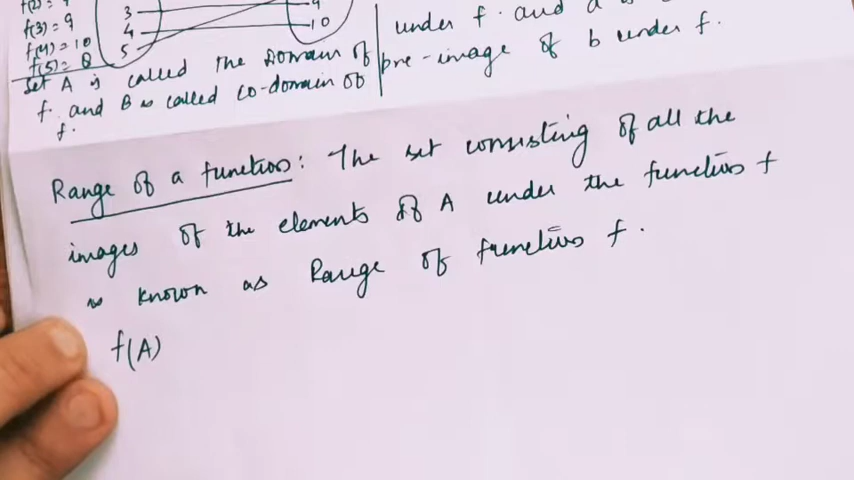 f(3) = 9
f(4) = 10
f(5) = 8
3
4
5
10
under f. and a
Set A is called the Domain of
f. and B is called co-domain of
f.
pre-image of b under f.
Range of a function: The set consisting of all the
images of the elements of A under the function f
is known as Range of function f.
f(A)